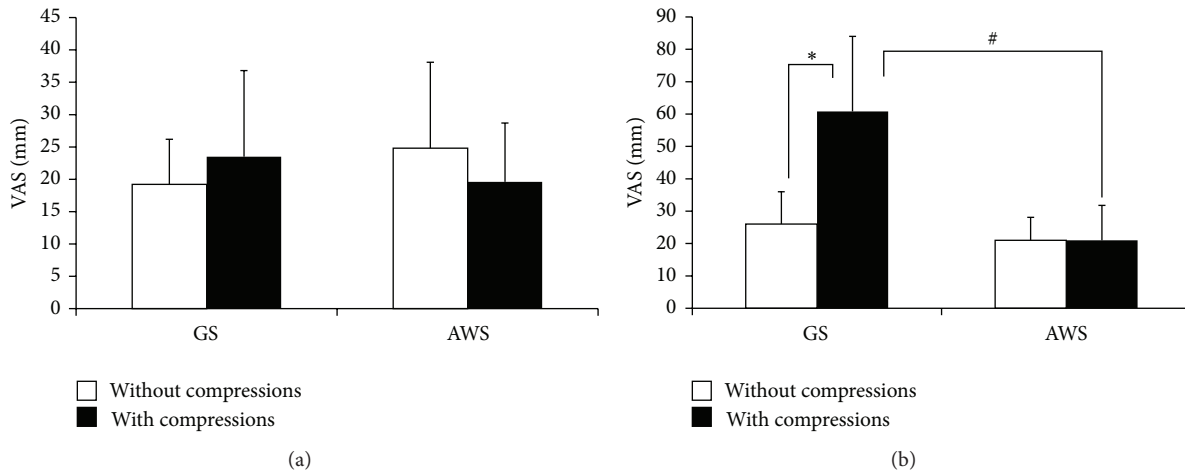 45
40
35
30
25
20
15
10
5
0
VAS (mm)
GS
AWS
Without compressions
With compressions
(a)
90
80
70
60
50
40
30
20
10
0
VAS (mm)
*
#
GS
AWS
Without compressions
With compressions
(b)